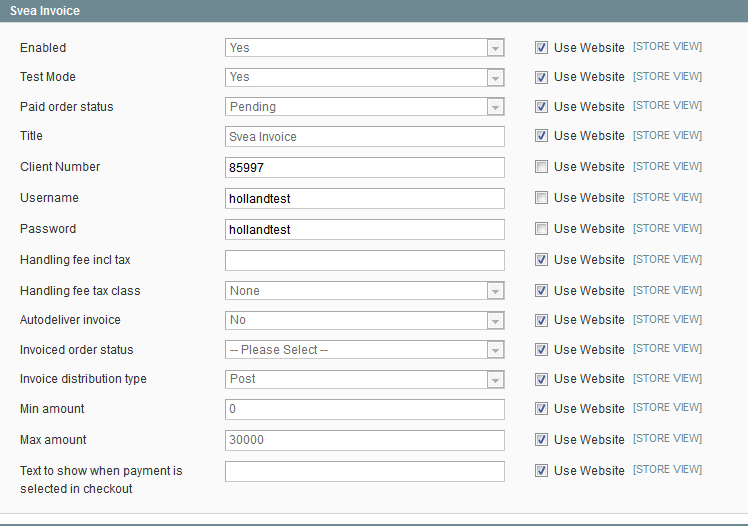 Svea Invoice
Enabled Yes Use Website [STORE VIEW]
Test Mode Yes Use Website [STORE VIEW]
Paid order status Pending Use Website [STORE VIEW]
Title Svea Invoice Use Website [STORE VIEW]
Client Number 85997 Use Website [STORE VIEW]
Username hollandtest Use Website [STORE VIEW]
Password hollandtest Use Website [STORE VIEW]
Handling fee incl tax Use Website [STORE VIEW]
Handling fee tax class None Use Website [STORE VIEW]
Autodeliver invoice No Use Website [STORE VIEW]
Invoiced order status -- Please Select -- Use Website [STORE VIEW]
Invoice distribution type Post Use Website [STORE VIEW]
Min amount 0 Use Website [STORE VIEW]
Max amount 30000 Use Website [STORE VIEW]
Text to show when payment is Use Website [STORE VIEW]
selected in checkout